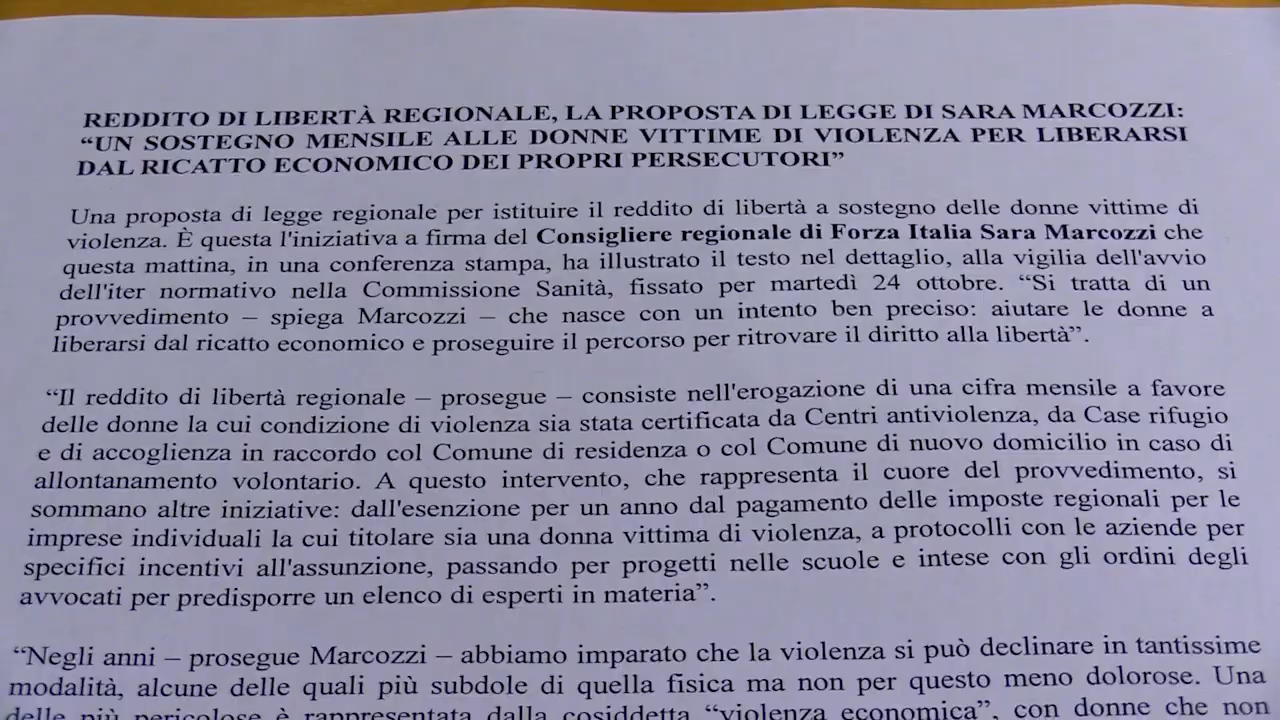 REDDITO DI LIBERTÀ REGIONALE, LA PROPOSTA DI LEGGE DI SARA MARCOZZI:
“UN SOSTEGNO MENSILE ALLE DONNE VITTIME DI VIOLENZA PER LIBERARSI
DAL RICATTO ECONOMICO DEI PROPRI PERSECUTORI”
Una proposta di legge regionale per istituire il reddito di libertà a sostegno delle donne vittime di
violenza. È questa l'iniziativa a firma del Consigliere regionale di Forza Italia Sara Marcozzi che
questa mattina, in una conferenza stampa, ha illustrato il testo nel dettaglio, alla vigilia dell'avvio
dell'iter normativo nella Commissione Sanità, fissato per martedì 24 ottobre. “Si tratta di un
provvedimento – spiega Marcozzi – che nasce con un intento ben preciso: aiutare le donne a
liberarsi dal ricatto economico e proseguire il percorso per ritrovare il diritto alla libertà”.
“Il reddito di libertà regionale – prosegue – consiste nell'erogazione di una cifra mensile a favore
delle donne la cui condizione di violenza sia stata certificata da Centri antiviolenza, da Case rifugio
e di accoglienza in raccordo col Comune di residenza o col Comune di nuovo domicilio in caso di
allontanamento volontario. A questo intervento, che rappresenta il cuore del provvedimento, si
sommano altre iniziative: dall'esenzione per un anno dal pagamento delle imposte regionali per le
imprese individuali la cui titolare sia una donna vittima di violenza, a protocolli con le aziende per
specifici incentivi all'assunzione, passando per progetti nelle scuole e intese con gli ordini degli
avvocati per predisporre un elenco di esperti in materia”.
“Negli anni – prosegue Marcozzi – abbiamo imparato che la violenza si può declinare in tantissime
modalità, alcune delle quali più subdole di quella fisica ma non per questo meno dolorose. Una
delle più pericolose è rappresentata dalla cosiddetta “violenza economica”, con donne che non